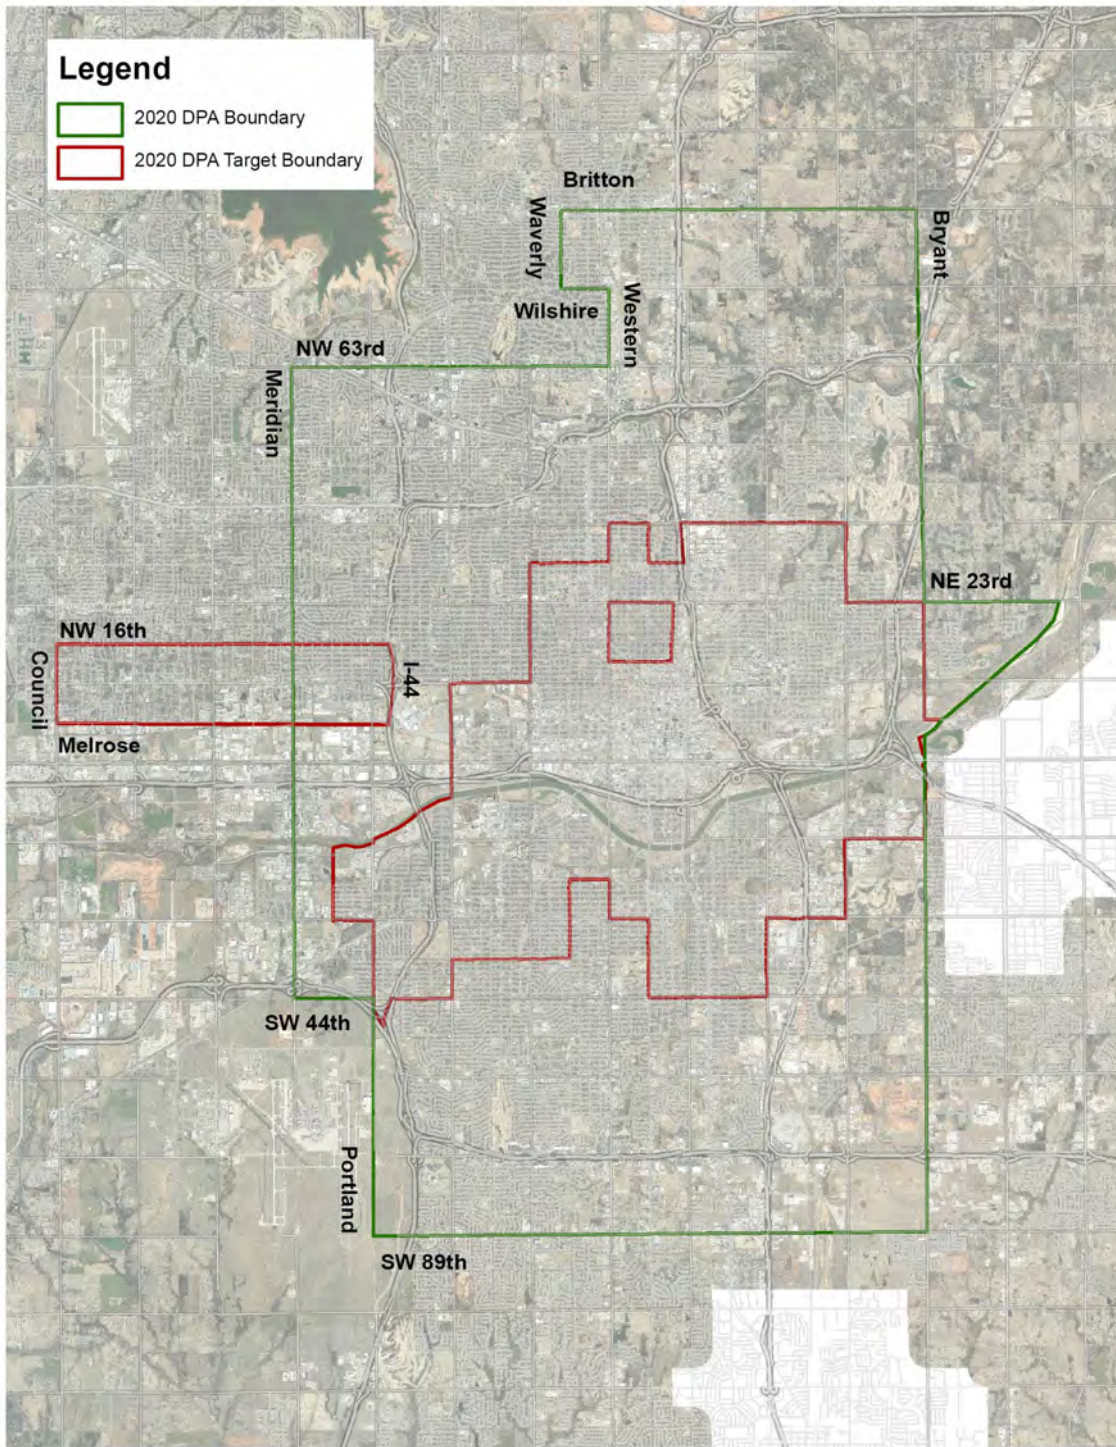 Legend
2020 DPA Boundary
2020 DPA Target Boundary
Britton
Waverly
Bryant
Wilshire
Western
NW 63rd
Meridian
NE 23rd
NW 16th
Council
I-44
Melrose
SW 44th
Portland
SW 89th